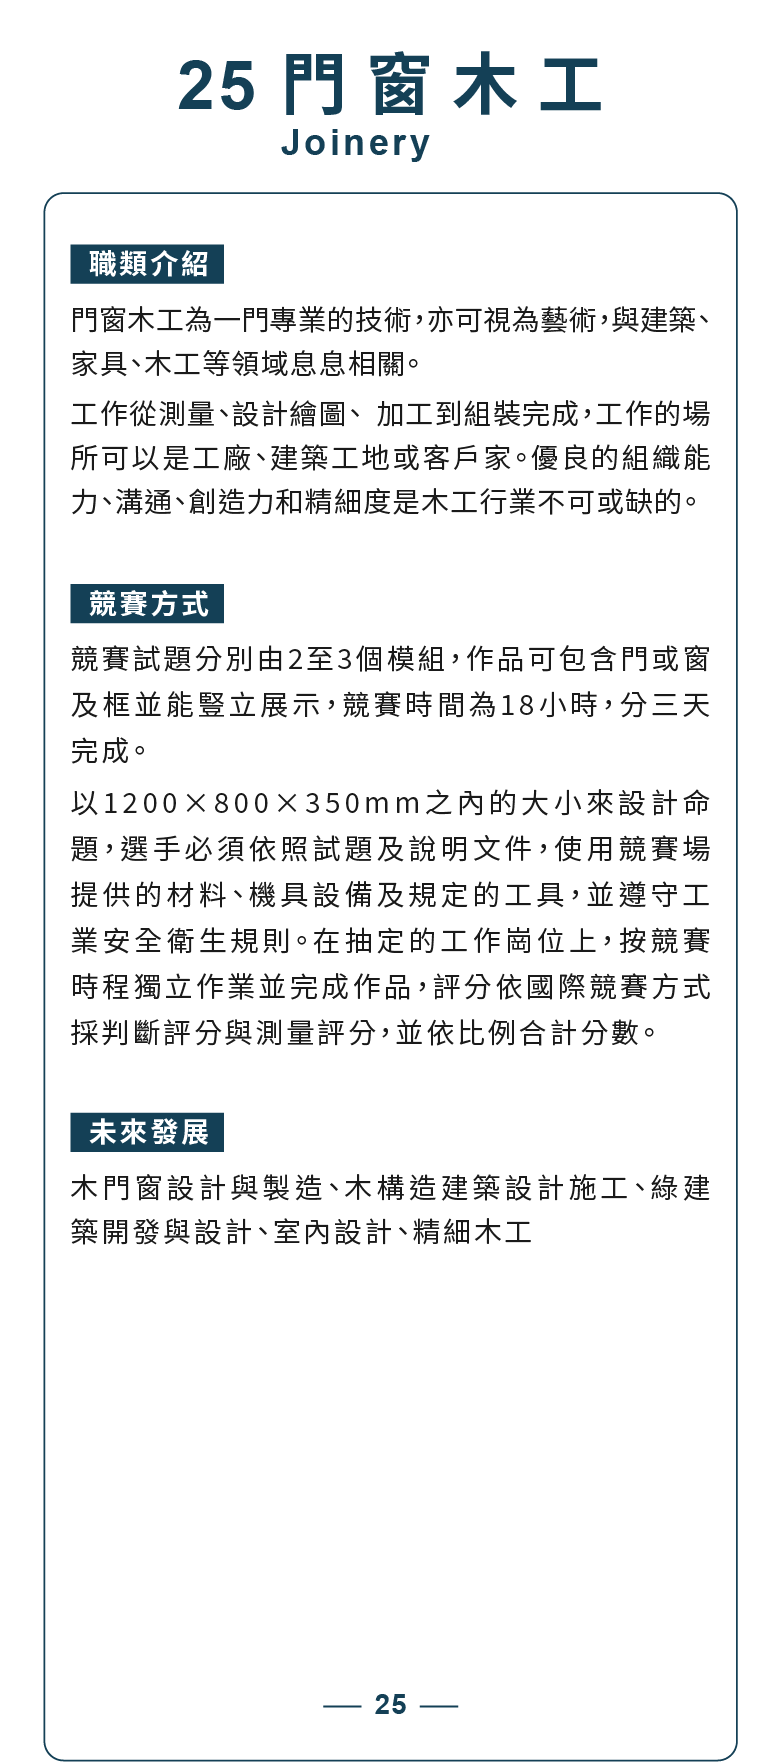 25 門窗木工
Joinery
職類介紹
門窗木工為一門專業的技術，亦可視為藝術，與建築、
家具、木工等領域息息相關。
工作從測量、設計繪圖、 加工到組裝完成，工作的場
所可以是工廠、建築工地或客戶家。優良的組織能
力、溝通、創造力和精細度是木工行業不可或缺的。
競賽方式
競賽試題分別由2至3個模組，作品可包含門或窗
及框並能豎立展示，競賽時間為18小時，分三天
完成。
以1200×800×350mm之內的大小來設計命
題，選手必須依照試題及說明文件，使用競賽場
提供的材料、機具設備及規定的工具，並遵守工
業安全衛生規則。在抽定的工作崗位上，按競賽
時程獨立作業並完成作品，評分依國際競賽方式
採判斷評分與測量評分，並依比例合計分數。
未來發展
木門窗設計與製造、木構造建築設計施工、綠建
築開發與設計、室內設計、精細木工
25